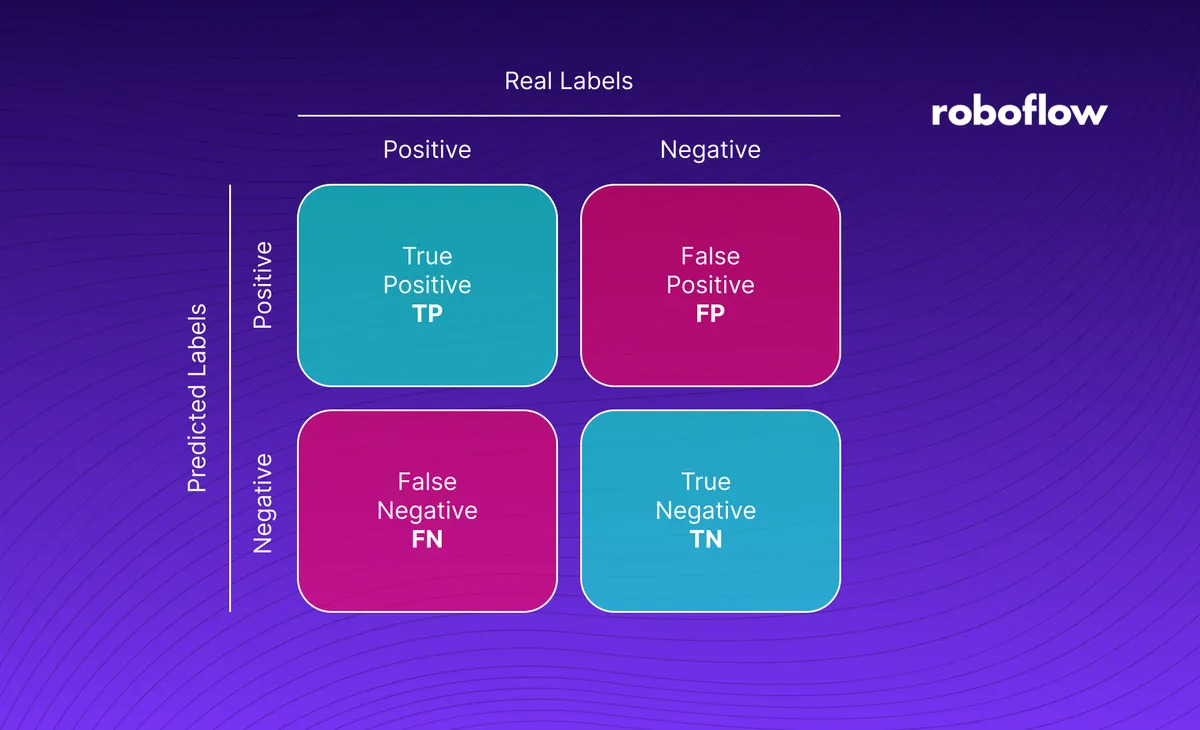 Real Labels
roboflow
Positive
Negative
Predicted Labels
Positive
True
Positive
TP
False
Positive
FP
Negative
False
Negative
FN
True
Negative
TN